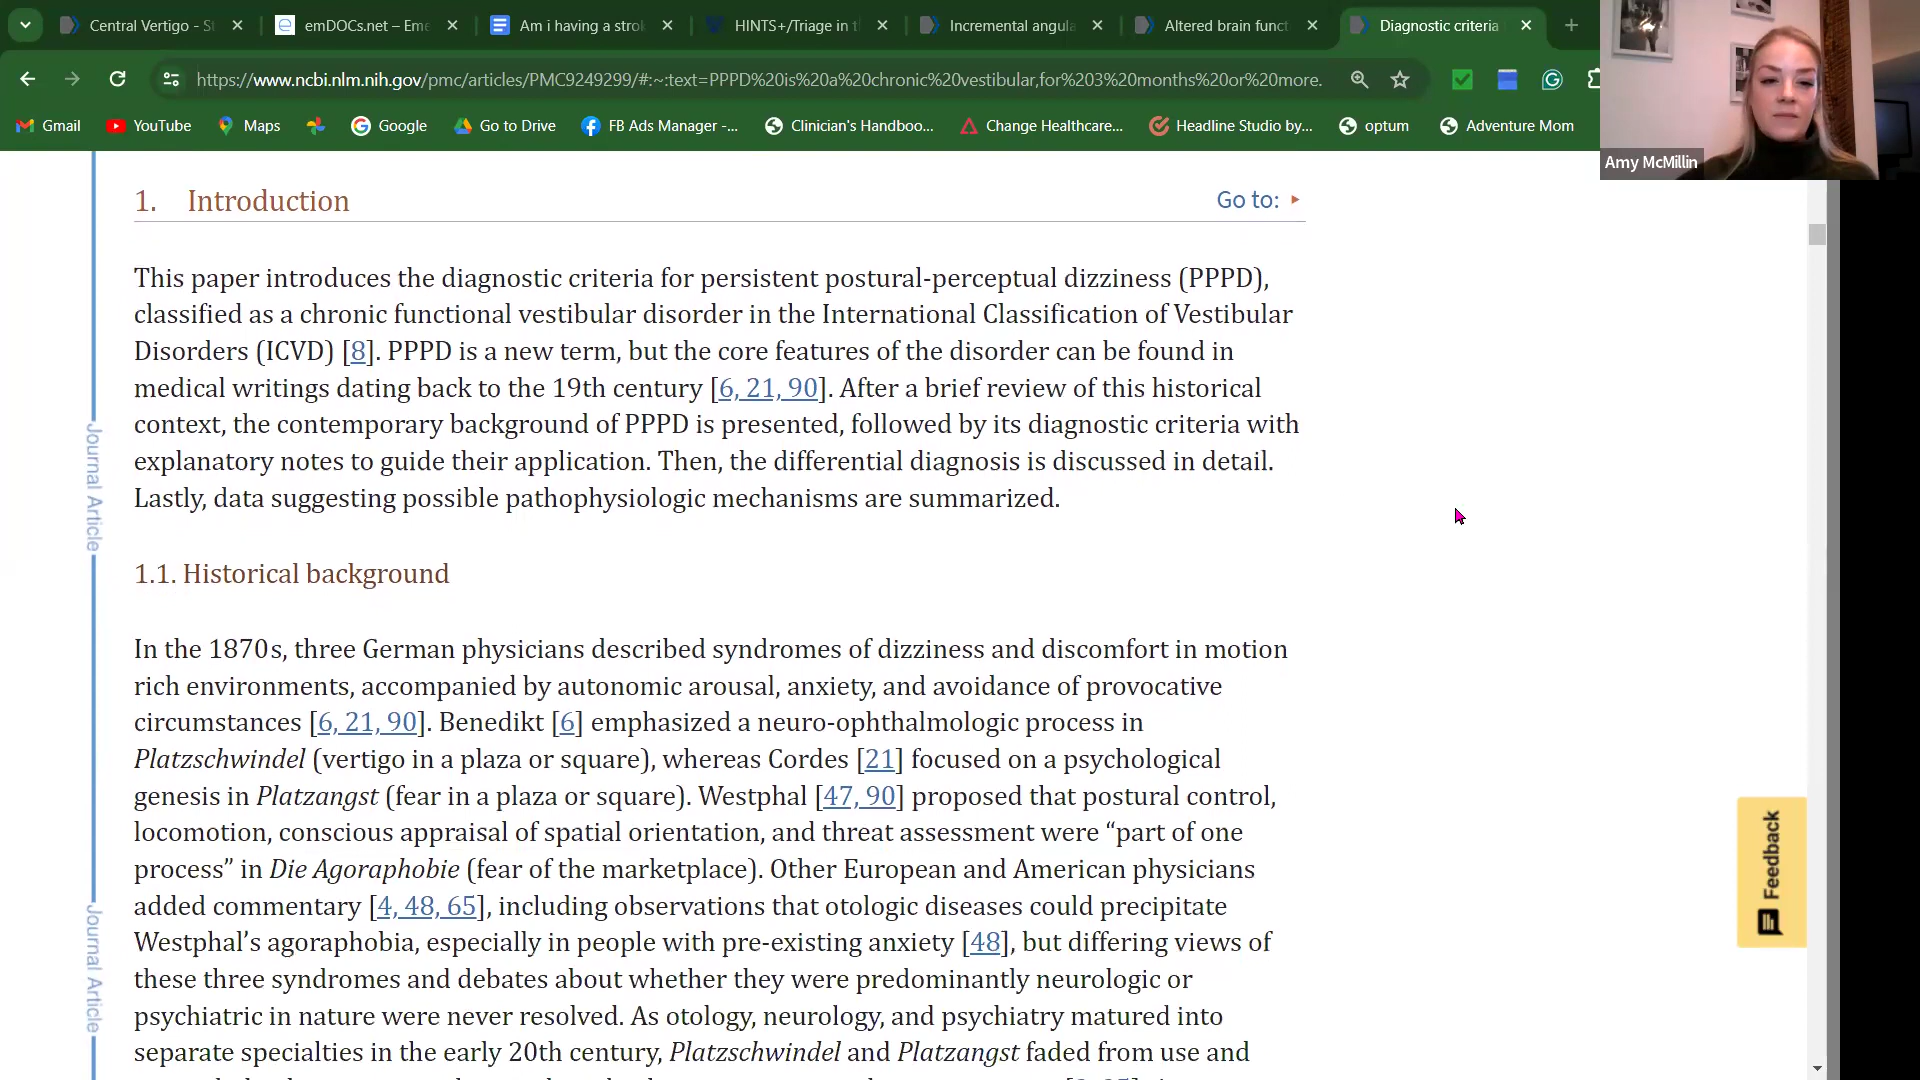 Central Vertigo - St
emDOCs.net – Eme
Am i having a strok
HINTS+/Triage in t
Incremental angula
Altered brain funct
Diagnostic criteria
https://www.ncbi.nlm.nih.gov/pmc/articles/PMC9249299/#:~:text=PPPD%20is%20a%20chronic%20vestibular,for%203%20months%20or%20more.
Gmail
YouTube
Maps
Google
Go to Drive
FB Ads Manager -...
Clinician's Handboo...
Change Healthcare...
Headline Studio by...
optum
Adventure Mom
Amy McMillin
1. Introduction
Go to:
This paper introduces the diagnostic criteria for persistent postural-perceptual dizziness (PPPD),
classified as a chronic functional vestibular disorder in the International Classification of Vestibular
Disorders (ICVD) [8]. PPPD is a new term, but the core features of the disorder can be found in
medical writings dating back to the 19th century [6, 21, 90]. After a brief review of this historical
context, the contemporary background of PPPD is presented, followed by its diagnostic criteria with
explanatory notes to guide their application. Then, the differential diagnosis is discussed in detail.
Lastly, data suggesting possible pathophysiologic mechanisms are summarized.
1.1. Historical background
In the 1870s, three German physicians described syndromes of dizziness and discomfort in motion
rich environments, accompanied by autonomic arousal, anxiety, and avoidance of provocative
circumstances [6, 21, 90]. Benedikt [6] emphasized a neuro-ophthalmologic process in
Platzschwindel (vertigo in a plaza or square), whereas Cordes [21] focused on a psychological
genesis in Platzangst (fear in a plaza or square). Westphal [47, 90] proposed that postural control,
locomotion, conscious appraisal of spatial orientation, and threat assessment were “part of one
process” in Die Agoraphobie (fear of the marketplace). Other European and American physicians
added commentary [4, 48, 65], including observations that otologic diseases could precipitate
Westphal’s agoraphobia, especially in people with pre-existing anxiety [48], but differing views of
these three syndromes and debates about whether they were predominantly neurologic or
psychiatric in nature were never resolved. As otology, neurology, and psychiatry matured into
separate specialties in the early 20th century, Platzschwindel and Platzangst faded from use and
Journal Article
Journal Article
Feedback